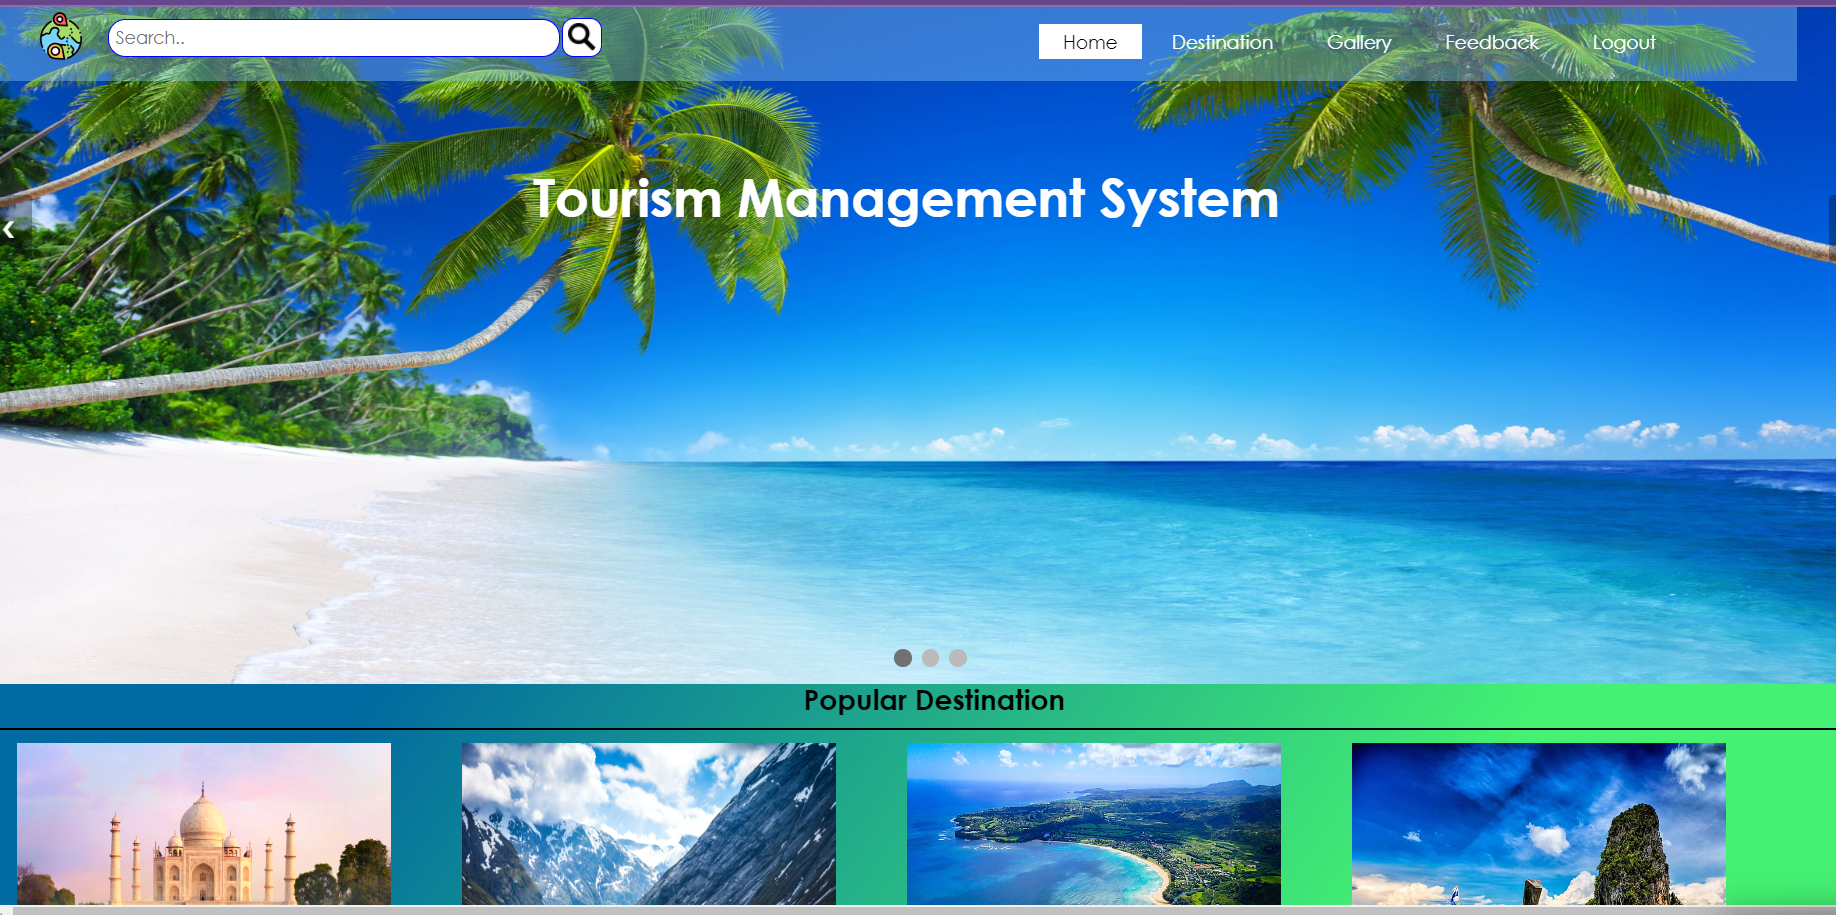 Search..
Home Destination Gallery Feedback Logout
Tourism Management System
Popular Destination